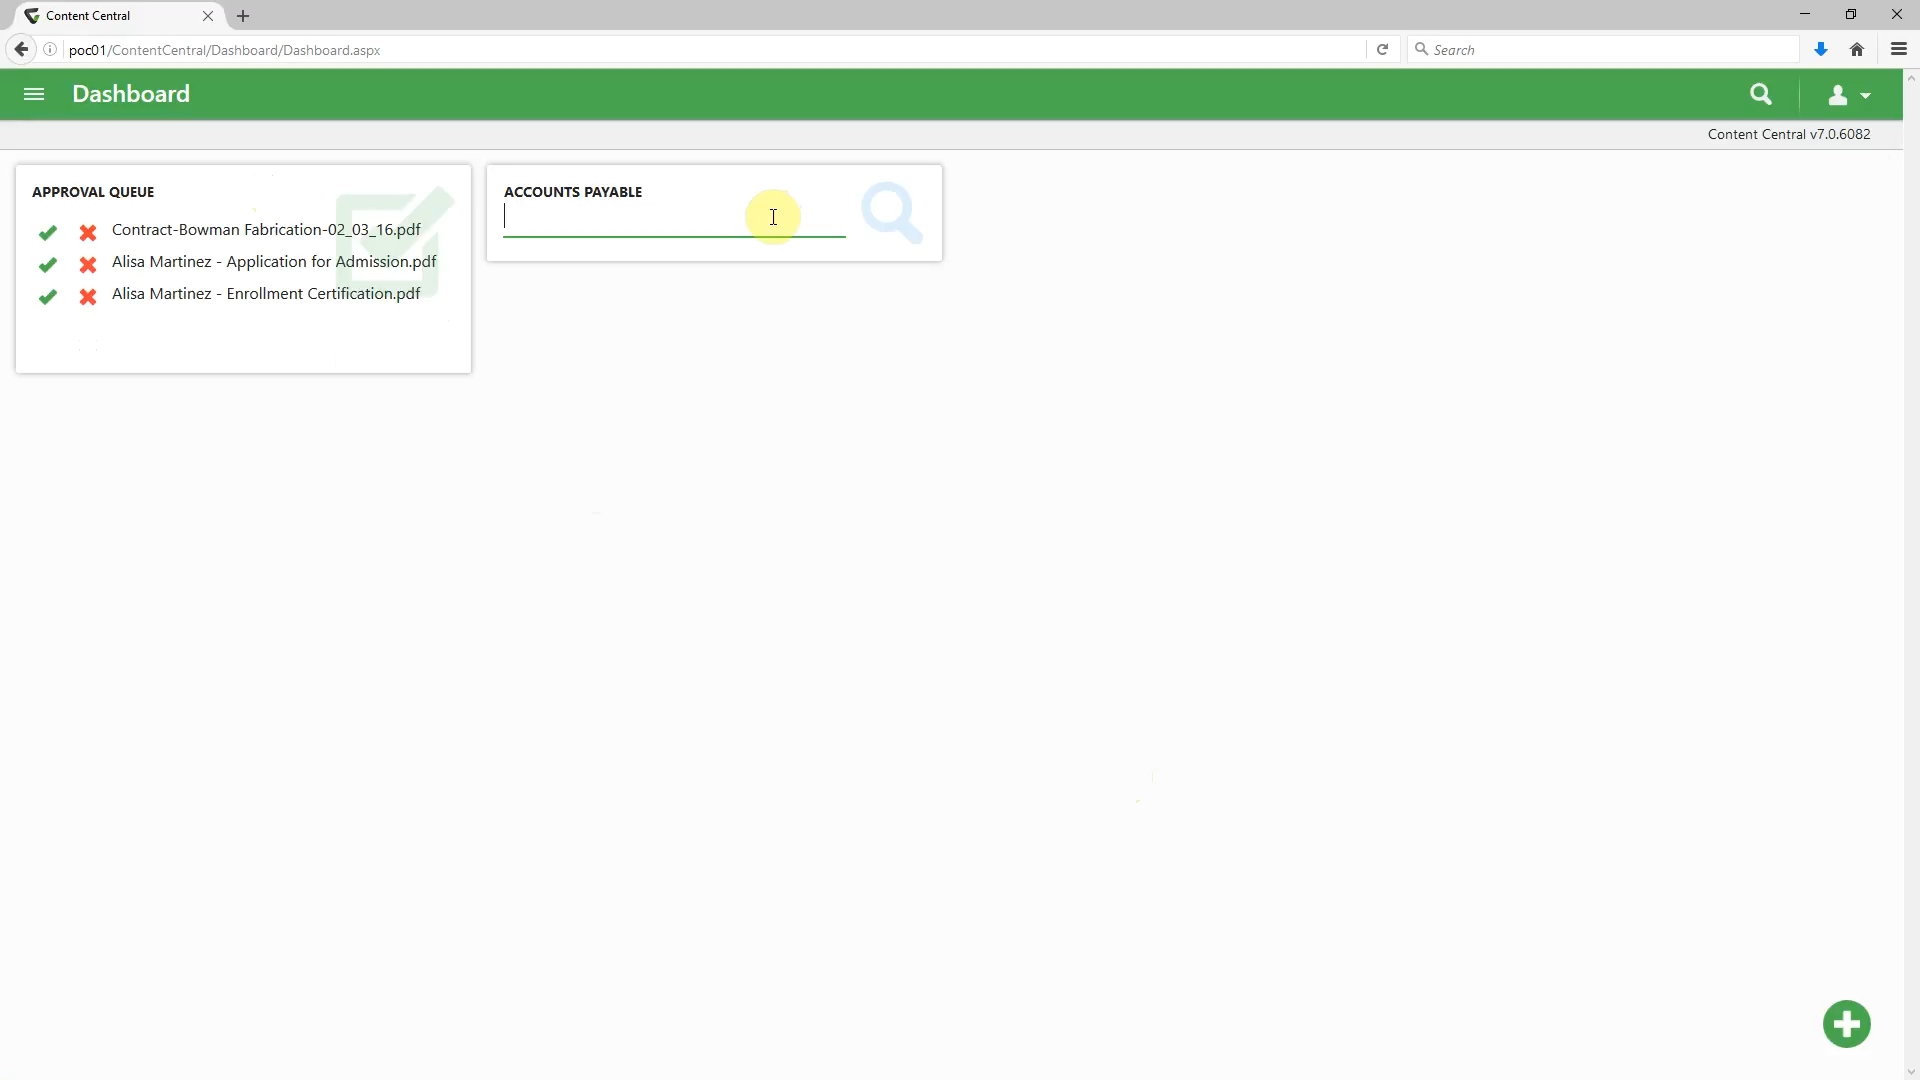 Content Central
poc01/ContentCentral/Dashboard/Dashboard.aspx
Search
Dashboard
Content Central v7.0.6082
APPROVAL QUEUE
Contract-Bowman Fabrication-02_03_16.pdf
Alisa Martinez - Application for Admission.pdf
Alisa Martinez - Enrollment Certification.pdf
ACCOUNTS PAYABLE